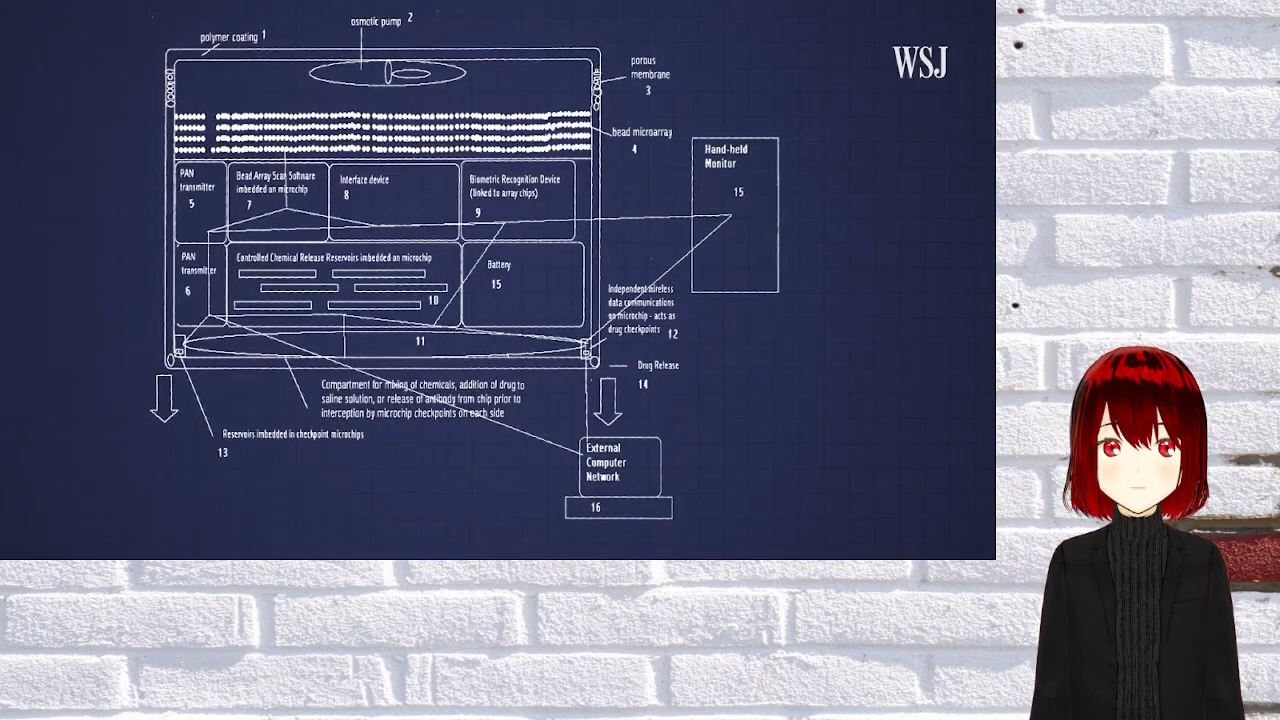 osmotic pump 2
polymer coating 1
WSJ
porous
membrane
3
bead microarray
4
Hand-held
Monitor
15
PAN
transmitter
5
Bead Array Scan Software
imbedded on microchip
7
Interface device
8
Biometric Recognition Device
(linked to array chips)
9
PAN
transmitter
6
Controlled Chemical Release Reservoirs imbedded on microchip
10
Battery
15
Independent wireless
data communications
on microchip - acts as
drug checkpoints 12
11
Drug Release
14
Compartment for mixing of chemicals, addition of drug to
saline solution, or release of antibody from chip prior to
interception by microchip checkpoints on each side
Reservoirs imbedded in checkpoint microchips
13
External
Computer
Network
16